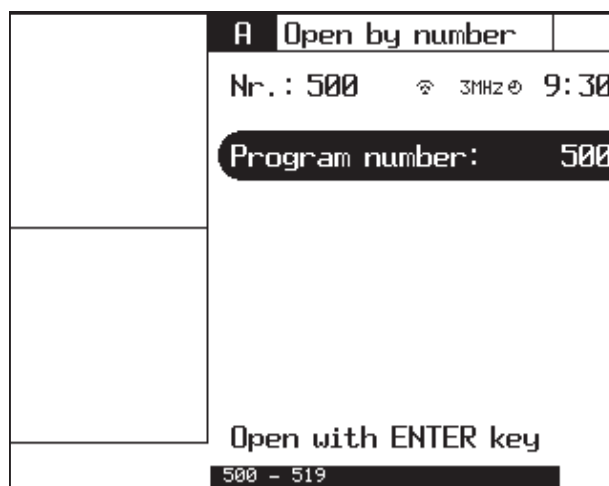 A Open by number
Nr.: 500 3MHz 9:30
Program number: 500
Open with ENTER key
500 - 519